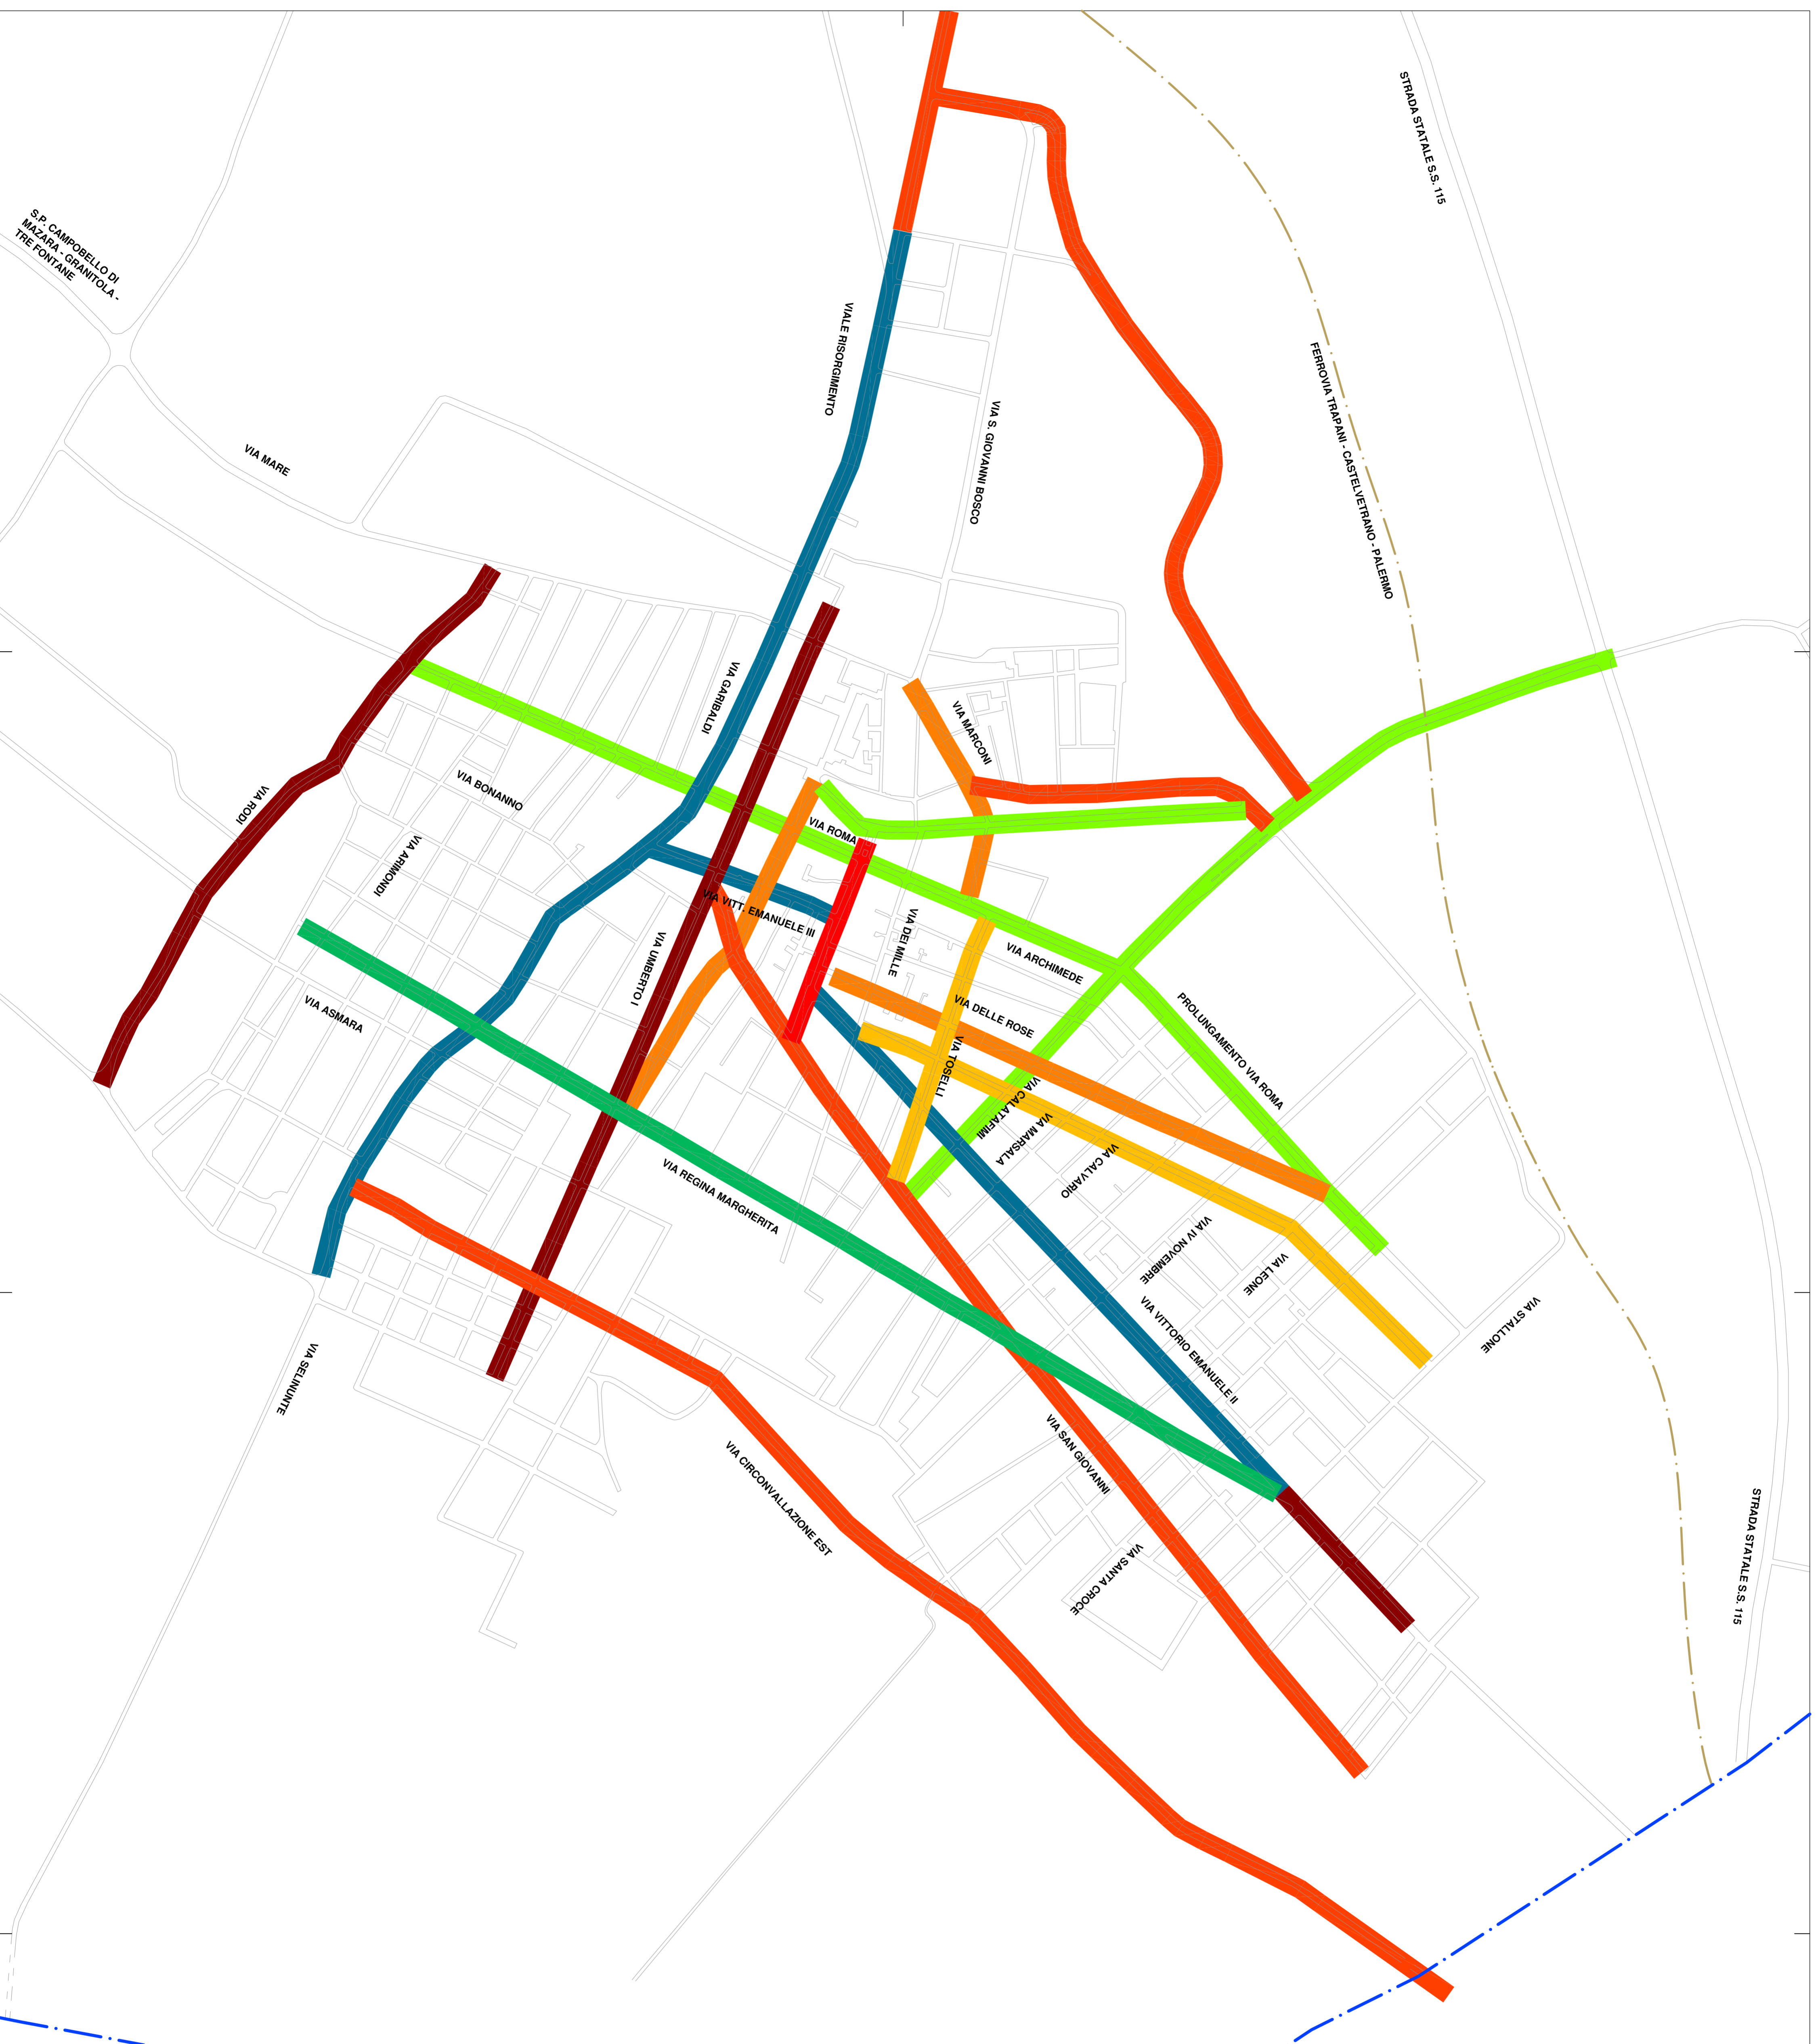 STRADA STATALE S.S. 115
S.P. CAMPOBELLO DI
MAZARA - GRANITOLA -
TRE FONTANE
VIALE RISORGIMENTO
FERROVIA TRAPANI - CASTELVETRANO - PALERMO
VIA S. GIOVANNI BOSCO
VIA MARE
VIA GARIBALDI
VIA MARCONI
VIA BONANNO
VIA RODI
VIA ROMA
VIA ARIMONDI
VIA VITT. EMANUELE III
VIA DEI MILLE
VIA UMBERTO I
VIA ARCHIMEDE
VIA ASMARA
VIA DELLE ROSE
PROLUNGAMENTO VIA ROMA
VIA TOSELLI
VIA CALATAFIMI
VIA MARSALA
VIA CALVARIO
VIA REGINA MARGHERITA
VIA IV NOVEMBRE
VIA LEONE
VIA VITTORIO EMANUELE II
VIA STALLONE
VIA SELINUNTE
VIA SAN GIOVANNI
VIA CIRCONVALLAZIONE EST
STRADA STATALE S.S. 115
VIA SANTA CROCE